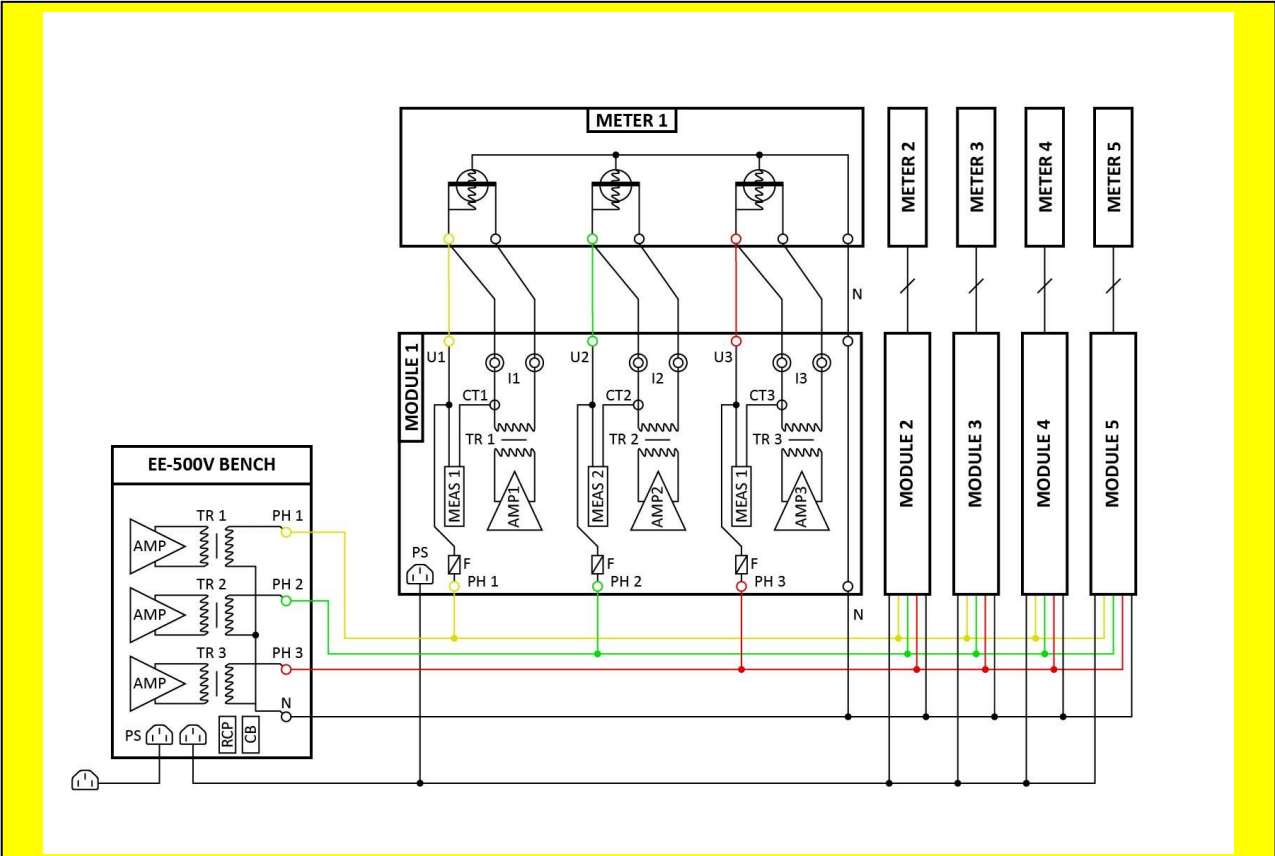 METER 1
METER 2
METER 3
METER 4
METER 5
N
MODULE 1
U1
U2
U3
I1
I2
I3
CT1
CT2
CT3
TR 1
TR 2
TR 3
MEAS 1
AMP1
MEAS 2
AMP2
MEAS 1
AMP3
MODULE 2
MODULE 3
MODULE 4
MODULE 5
PS
F
F
F
PH 1
PH 2
PH 3
N
EE-500V BENCH
TR 1
PH 1
AMP
TR 2
PH 2
AMP
TR 3
PH 3
AMP
N
PS
RCP
CB